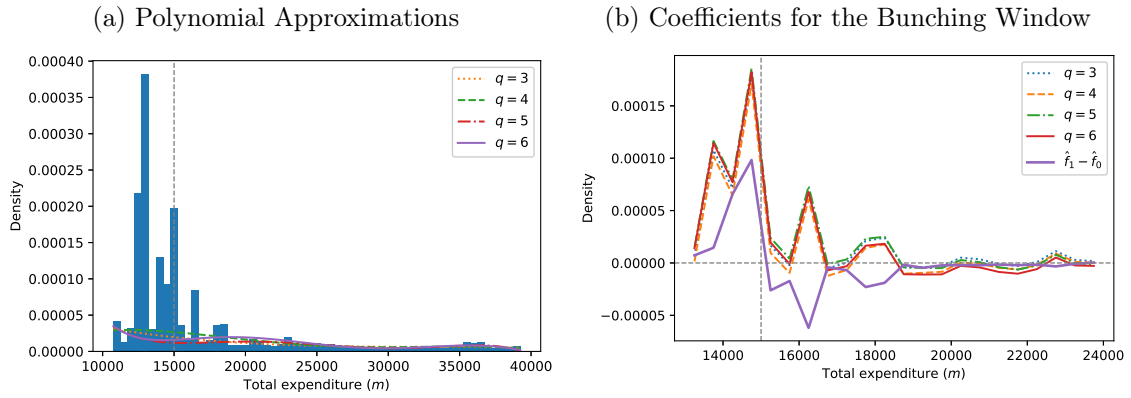 (a) Polynomial Approximations
0.00040
0.00035
0.00030
0.00025
0.00020
0.00015
0.00010
0.00005
0.00000
Density
10000 15000 20000 25000 30000 35000 40000
Total expenditure (m)
q = 3
q = 4
q = 5
q = 6
(b) Coefficients for the Bunching Window
0.00015
0.00010
0.00005
0.00000
−0.00005
Density
14000 16000 18000 20000 22000 24000
Total expenditure (m)
q = 3
q = 4
q = 5
q = 6
f̂₁ − f̂₀